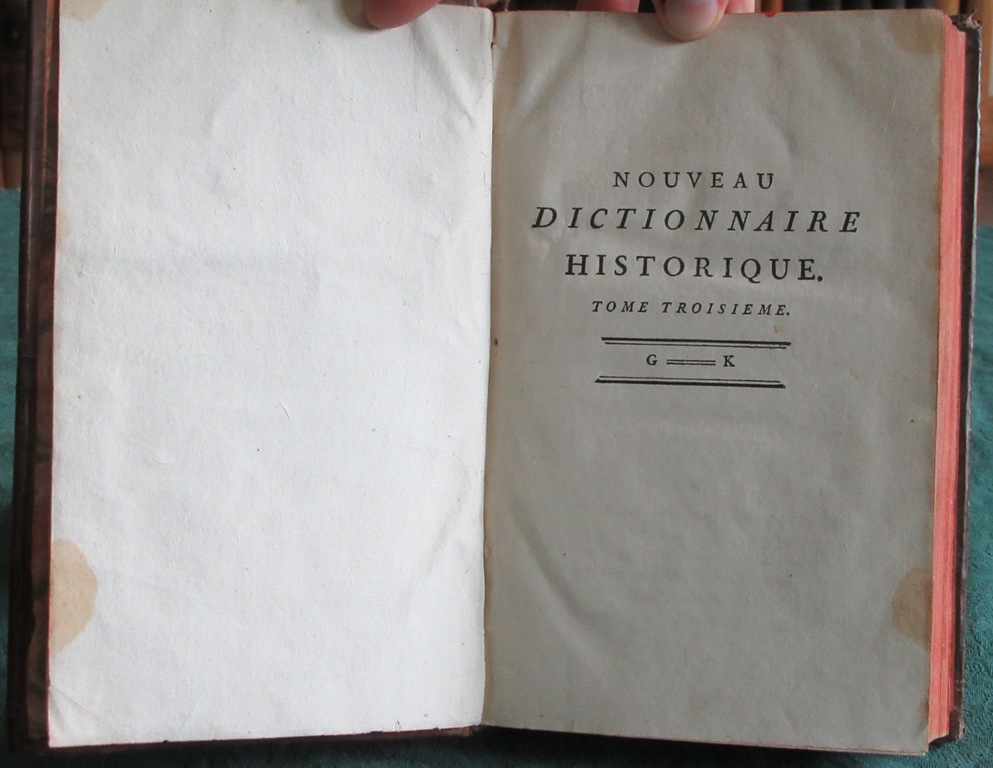 NOUVEAU
DICTIONNAIRE
HISTORIQUE.
TOME TROISIEME.
G ═══ K